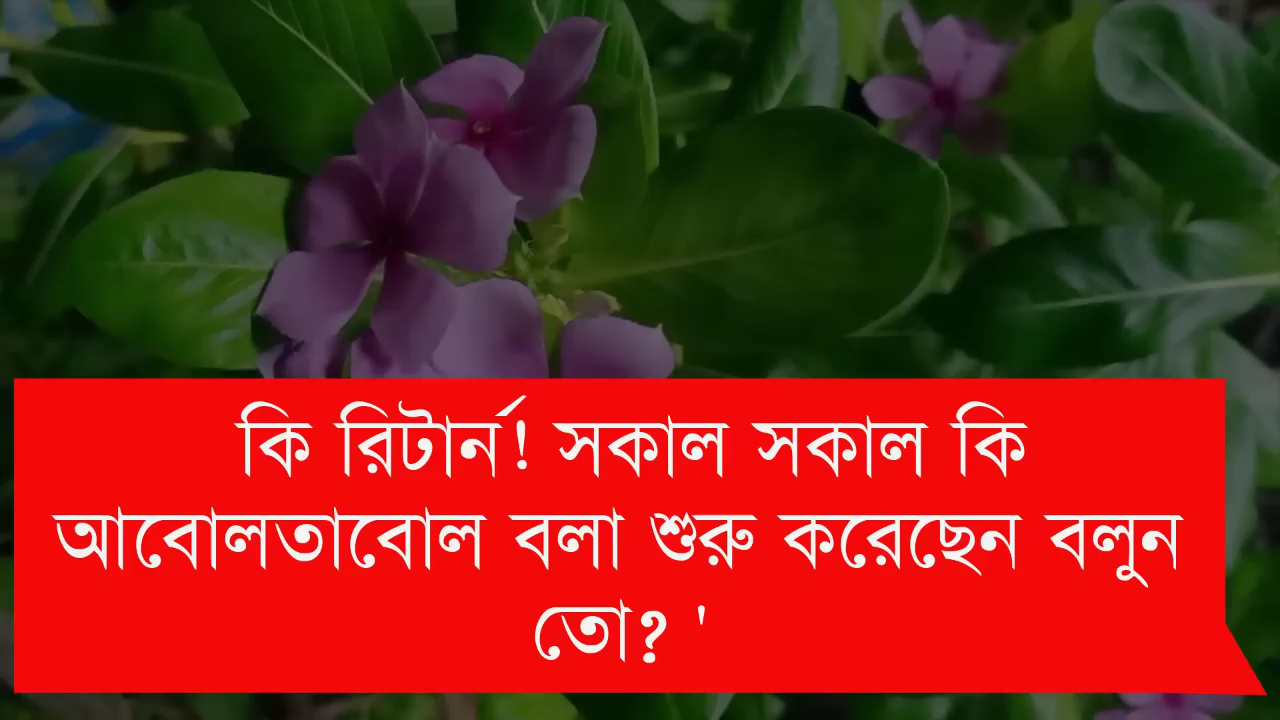 কি রিটার্ন! সকাল সকাল কি
আবোলতাবোল বলা শুরু করেছেন বলুন
তো? '